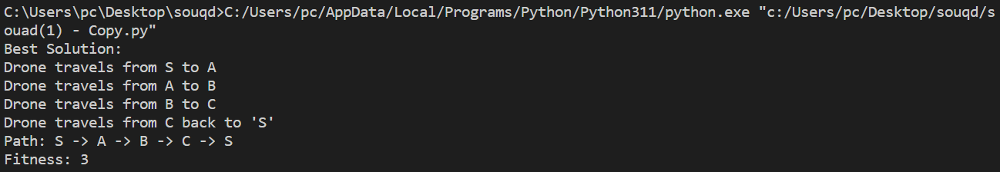 C:\Users\pc\Desktop\souqd>C:/Users/pc/AppData/Local/Programs/Python/Python311/python.exe "c:/Users/pc/Desktop/souqd/s
ouad(1) - Copy.py"
Best Solution:
Drone travels from S to A
Drone travels from A to B
Drone travels from B to C
Drone travels from C back to 'S'
Path: S -> A -> B -> C -> S
Fitness: 3